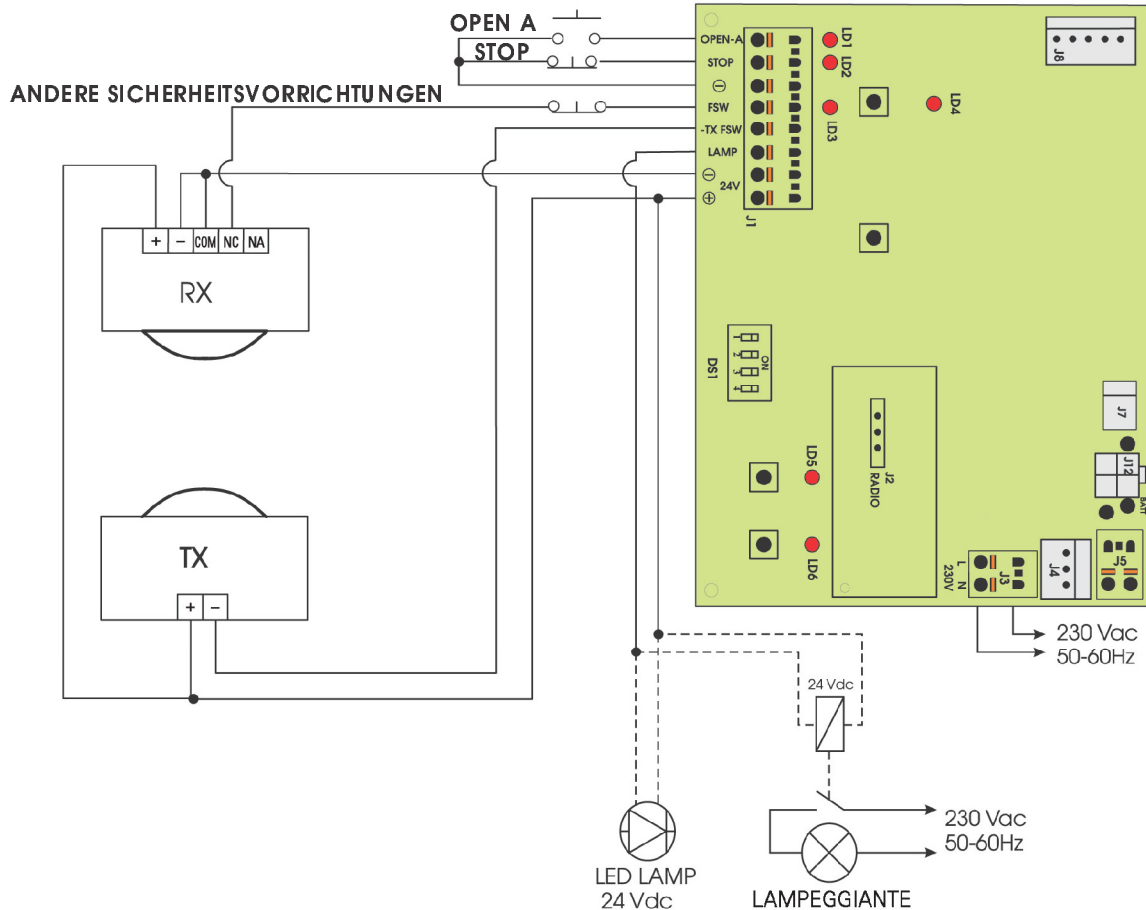 OPEN A
STOP
ANDERE SICHERHEITSVORRICHTUNGEN
OPEN-A
STOP
⊖
FSW
-TX FSW
LAMP
⊖
24V
⊕
J1
LD1
LD2
LD3
LD4
J8
+ - COM NC NA
RX
TX
+ -
DS1
1
2
3
4
ON
LD5
LD6
J2
RADIO
J7
J12
BATT
L
N
230V
J3
J4
J5
230 Vac
50-60Hz
24 Vdc
230 Vac
50-60Hz
LED LAMP
24 Vdc
LAMPEGGIANTE